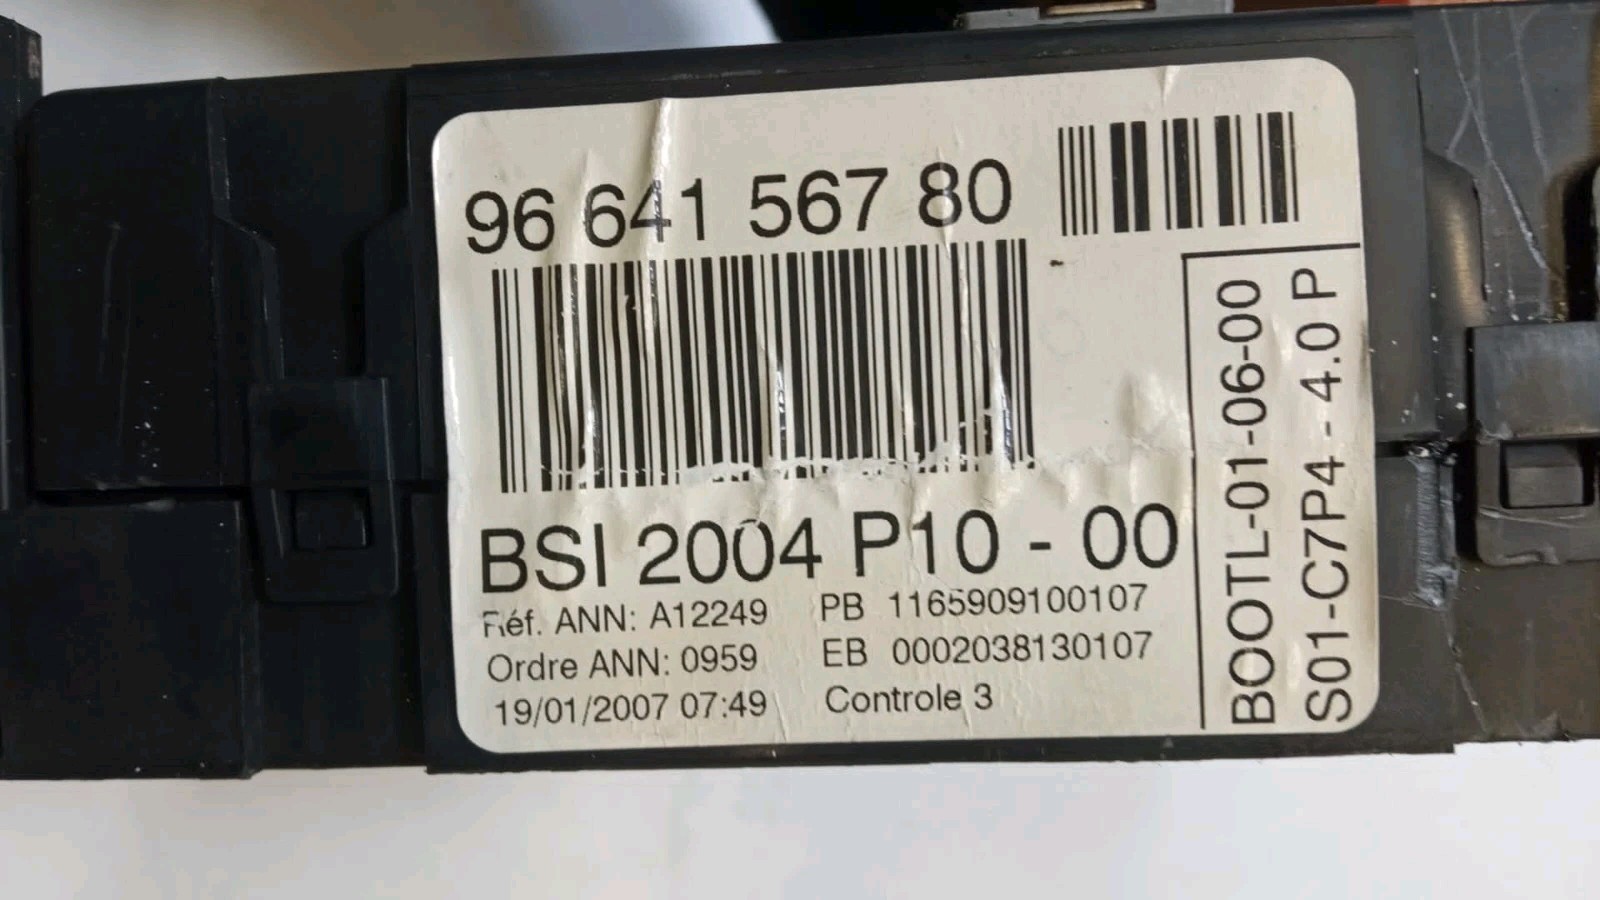 96 641 567 80
BSI 2004 P10 - 00
Réf. ANN: A12249 PB 1165909100107
Ordre ANN: 0959 EB 0002038130107
19/01/2007 07:49 Controle 3
BOOTL-01-06-00
S01-C7P4 - 4.0 P